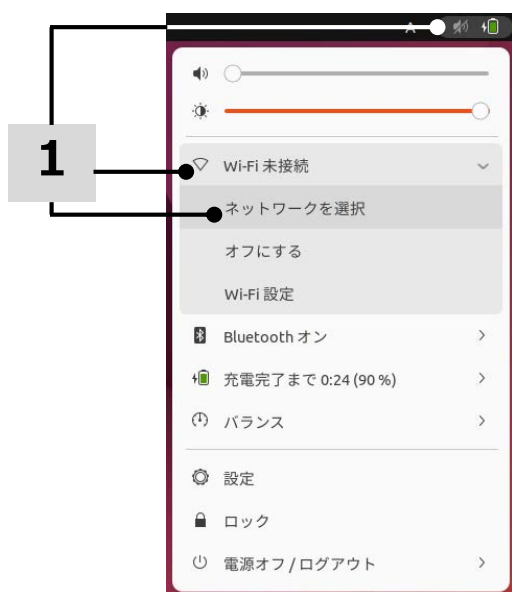 A
1
Wi-Fi 未接続
ネットワークを選択
オフにする
Wi-Fi 設定
Bluetooth オン
充電完了まで 0:24 (90 %)
バランス
設定
ロック
電源オフ / ログアウト